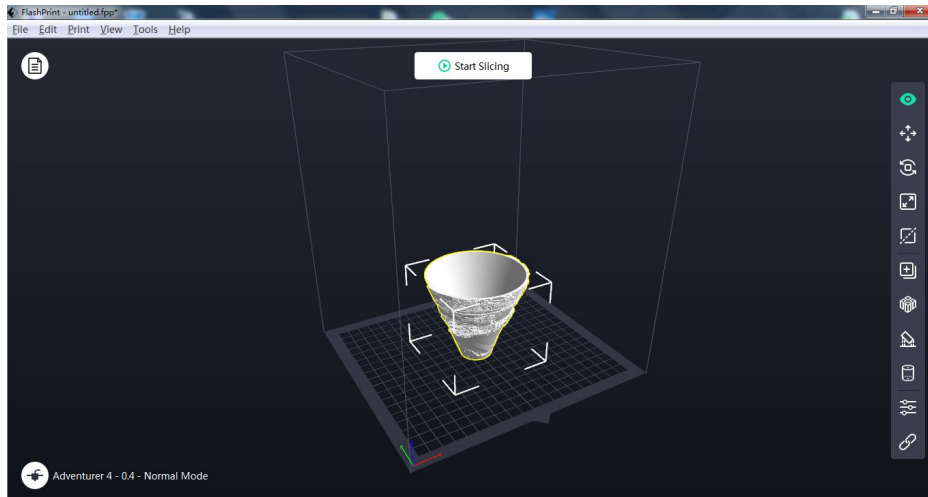 FlashPrint - untitled.fpp*
File Edit Print View Tools Help
Start Slicing
Adventurer 4 - 0.4 - Normal Mode